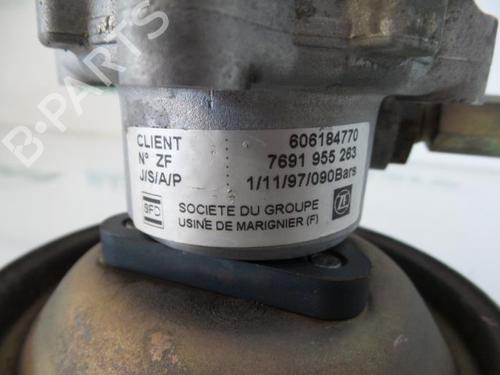 B-PARTS
CLIENT 606184770
N° ZF 7691 955 263
J/S/A/P 1/11/97/090Bars
SFD SOCIETE DU GROUPE ZF
USINE DE MARIGNIER (F)